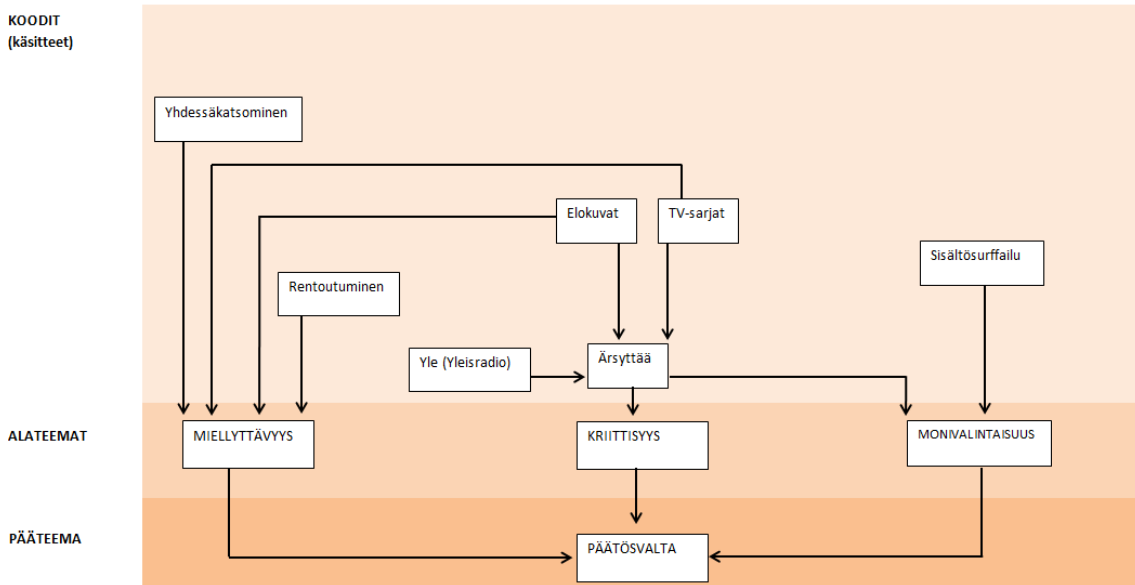 KOODIT
(käsitteet)
Yhdessäkatsominen
Elokuvat
TV-sarjat
Sisältösurffailu
Rentoutuminen
Yle (Yleisradio)
Ärsyttää
ALATEEMAT
MIELLYTTÄVYYS
KRIITTISYYS
MONIVALINTAISUUS
PÄÄTEEMA
PÄÄTÖSVALTA